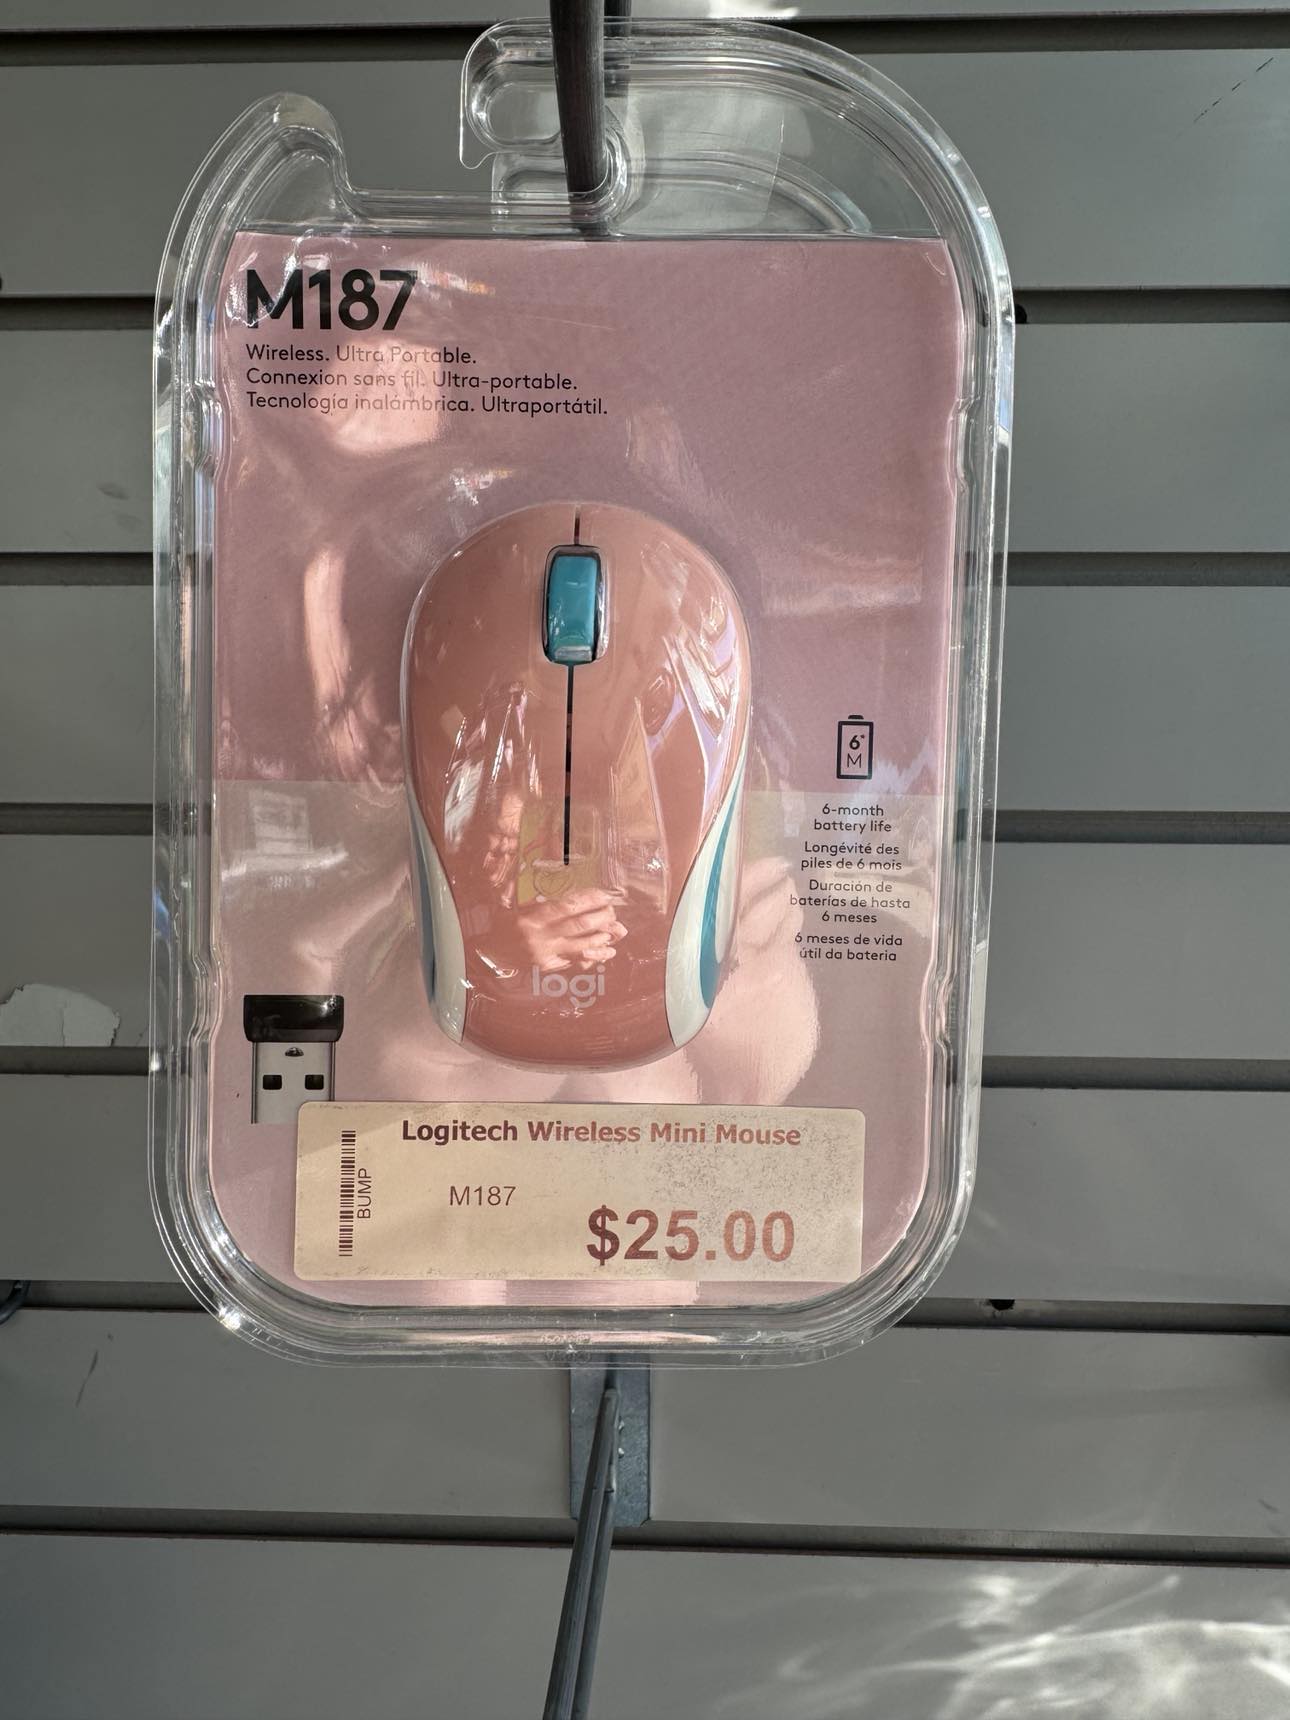 M187
Wireless. Ultra Portable.
Connexion sans fil. Ultra-portable.
Tecnología inalámbrica. Ultraportátil.
6*
M
6-month
battery life
Longévité des
piles de 6 mois
Duración de
baterías de hasta
6 meses
6 meses de vida
útil da bateria
logi
Logitech Wireless Mini Mouse
BUMP
M187
$25.00